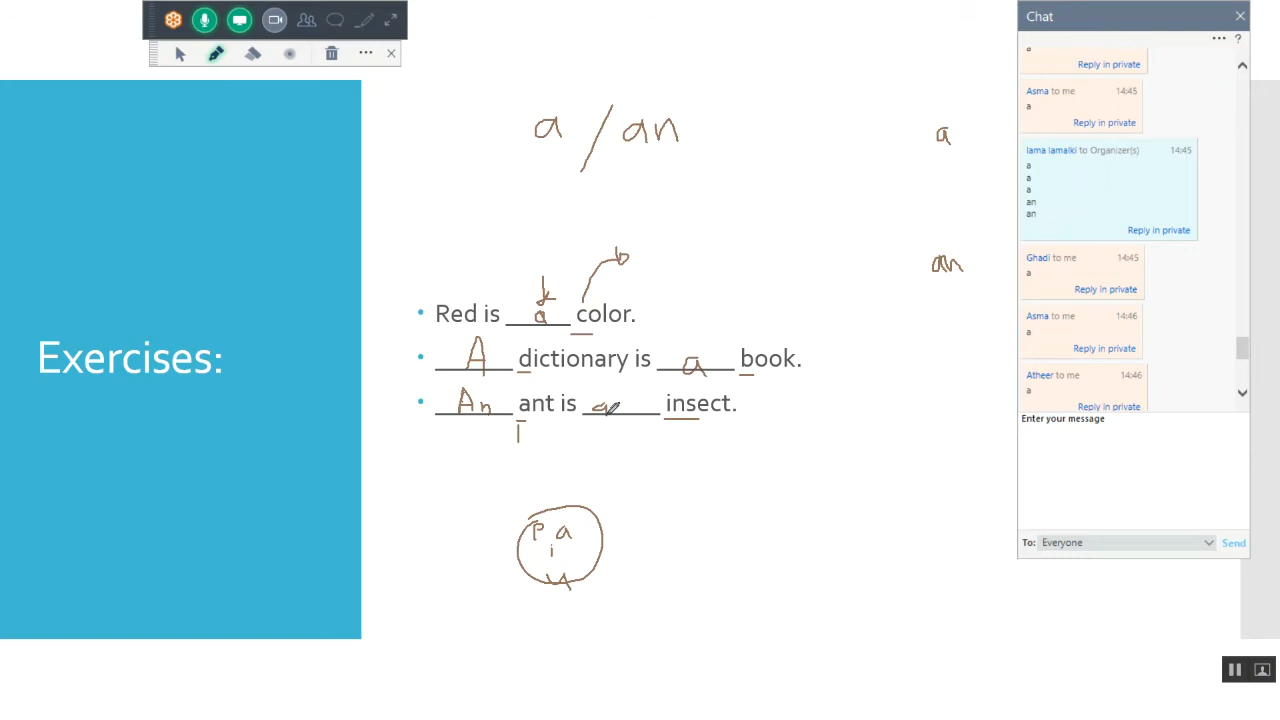 a / an
a
an
Exercises:
b
• Red is a color.
• A dictionary is a book.
• An ant is a insect.
a
i
u
Chat
?
a
Reply in private
Asma to me 14:45
a
Reply in private
lama lamalki to Organizer(s) 14:45
a
a
a
an
an
Reply in private
Ghadi to me 14:45
a
Reply in private
Asma to me 14:46
a
Reply in private
Atheer to me 14:46
a
Reply in private
Enter your message
To: Everyone Send